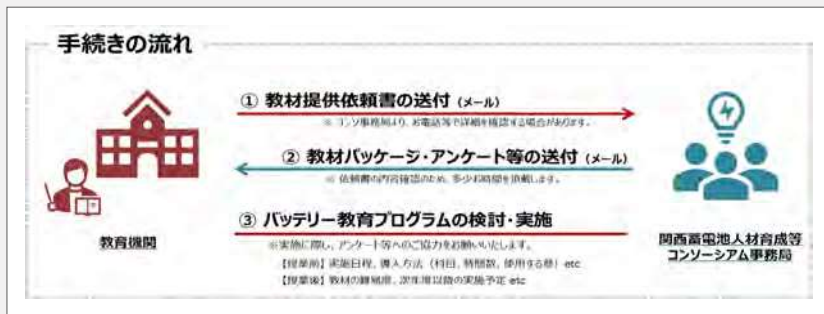 手続きの流れ
① 教材提供依頼書の送付（メール）
※ コンソ事務局より、お電話等で詳細を確認する場合があります。
② 教材パッケージ・アンケート等の送付（メール）
※ 依頼書の内容確認のため、多少お時間を頂戴します。
③ バッテリー教育プログラムの検討・実施
※実施に際し、アンケート等へのご協力をお願いいたします。
【授業前】実施日程、導入方法（科目、時間数、使用する巻）etc
【授業後】教材の難易度、次年度以降の実施予定 etc
教育機関
関西蓄電池人材育成等
コンソーシアム事務局